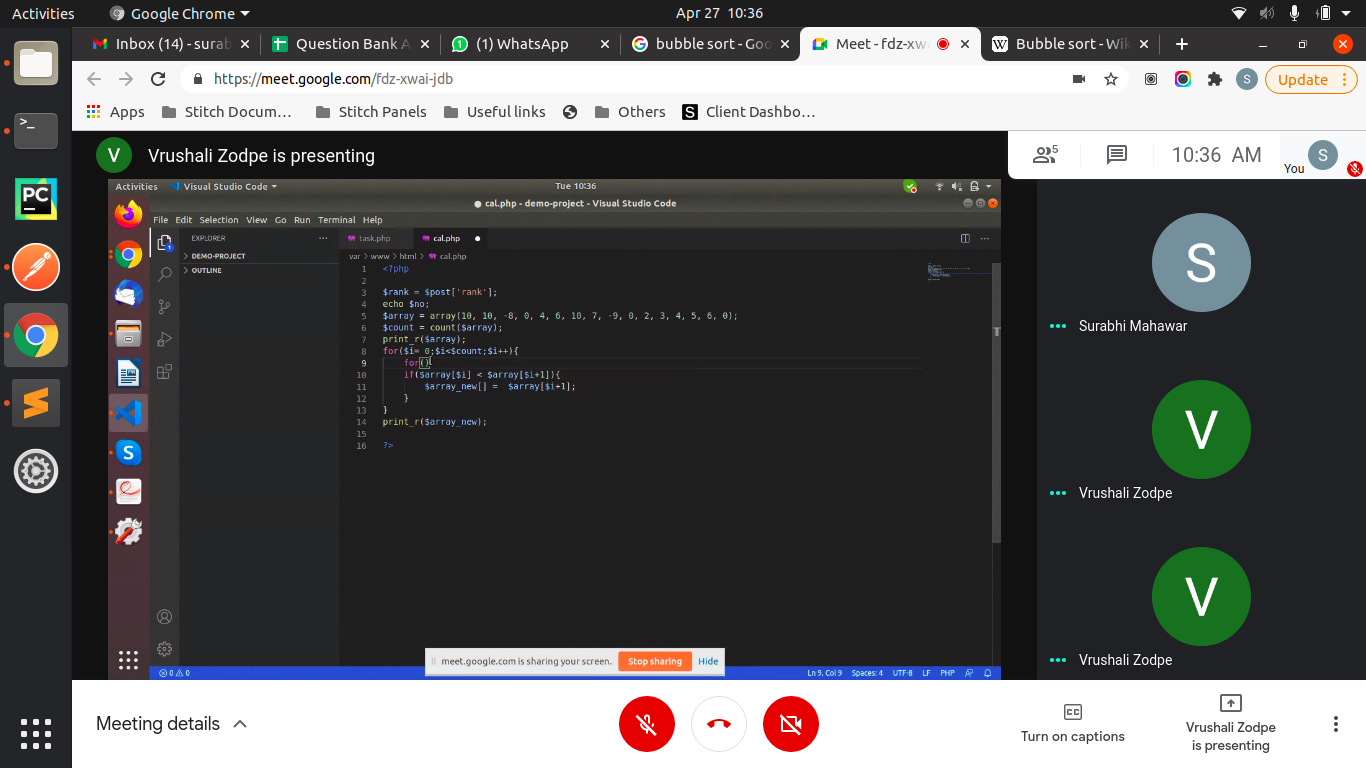 Activities
Google Chrome
Apr 27 10:36
Inbox (14) - surab
Question Bank A
(1) WhatsApp
bubble sort - Goo
Meet - fdz-xwa
Bubble sort - Wik
https://meet.google.com/fdz-xwai-jdb
S
Update
Apps
Stitch Docum...
Stitch Panels
Useful links
Others
Client Dashbo...
V
Vrushali Zodpe is presenting
5
10:36 AM
You
S
Activities
Visual Studio Code
Tue 10:36
● cal.php - demo-project - Visual Studio Code
File Edit Selection View Go Run Terminal Help
EXPLORER
DEMO-PROJECT
OUTLINE
task.php
cal.php
var > www > html > cal.php
1 <?php
2
3 $rank = $post['rank'];
4 echo $no;
5 $array = array(10, 10, -8, 0, 4, 6, 10, 7, -9, 0, 2, 3, 4, 5, 6, 0);
6 $count = count($array);
7 print_r($array);
8 for($i= 0;$i<$count;$i++){
9 for()
10 if($array[$i] < $array[$i+1]){
11 $array_new[] = $array[$i+1];
12 }
13 }
14 print_r($array_new);
15
16 ?>
meet.google.com is sharing your screen.
Stop sharing
Hide
0 0
Ln 9, Col 9
Spaces: 4
UTF-8
LF
PHP
S
Surabhi Mahawar
V
Vrushali Zodpe
V
Vrushali Zodpe
PC
Meeting details
CC
Turn on captions
Vrushali Zodpe
is presenting